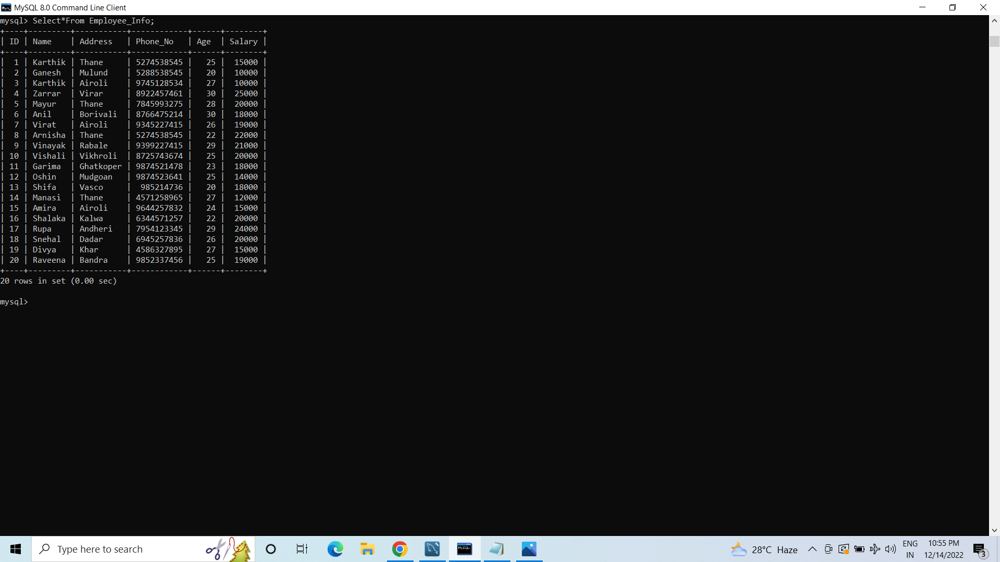 MySQL 8.0 Command Line Client
mysql> Select*From Employee_Info;
+----+---------+-----------+------------+------+--------+
| ID | Name    | Address   | Phone_No   | Age  | Salary |
+----+---------+-----------+------------+------+--------+
|  1 | Karthik | Thane     | 5274538545 |   25 |  15000 |
|  2 | Ganesh  | Mulund    | 5288538545 |   20 |  10000 |
|  3 | Karthik | Airoli    | 9745128534 |   27 |  10000 |
|  4 | Zarrar  | Virar     | 8922457461 |   30 |  25000 |
|  5 | Mayur   | Thane     | 7845993275 |   28 |  20000 |
|  6 | Anil    | Borivali  | 8766475214 |   30 |  18000 |
|  7 | Virat   | Airoli    | 9345227415 |   26 |  19000 |
|  8 | Arnisha | Thane     | 5274538545 |   22 |  22000 |
|  9 | Vinayak | Rabale    | 9399227415 |   29 |  21000 |
| 10 | Vishali | Vikhroli  | 8725743674 |   25 |  20000 |
| 11 | Garima  | Ghatkoper | 9874521478 |   23 |  18000 |
| 12 | Oshin   | Mudgoan   | 9874523641 |   25 |  14000 |
| 13 | Shifa   | Vasco     |  985214736 |   20 |  18000 |
| 14 | Manasi  | Thane     | 4571258965 |   27 |  12000 |
| 15 | Amira   | Airoli    | 9644257832 |   24 |  15000 |
| 16 | Shalaka | Kalwa     | 6344571257 |   22 |  20000 |
| 17 | Rupa    | Andheri   | 7954123345 |   29 |  24000 |
| 18 | Snehal  | Dadar     | 6945257836 |   26 |  20000 |
| 19 | Divya   | Khar      | 4586327895 |   27 |  15000 |
| 20 | Raveena | Bandra    | 9852337456 |   25 |  19000 |
+----+---------+-----------+------------+------+--------+
20 rows in set (0.00 sec)
mysql>
Type here to search
28°C Haze
ENG
IN
10:55 PM
12/14/2022
3